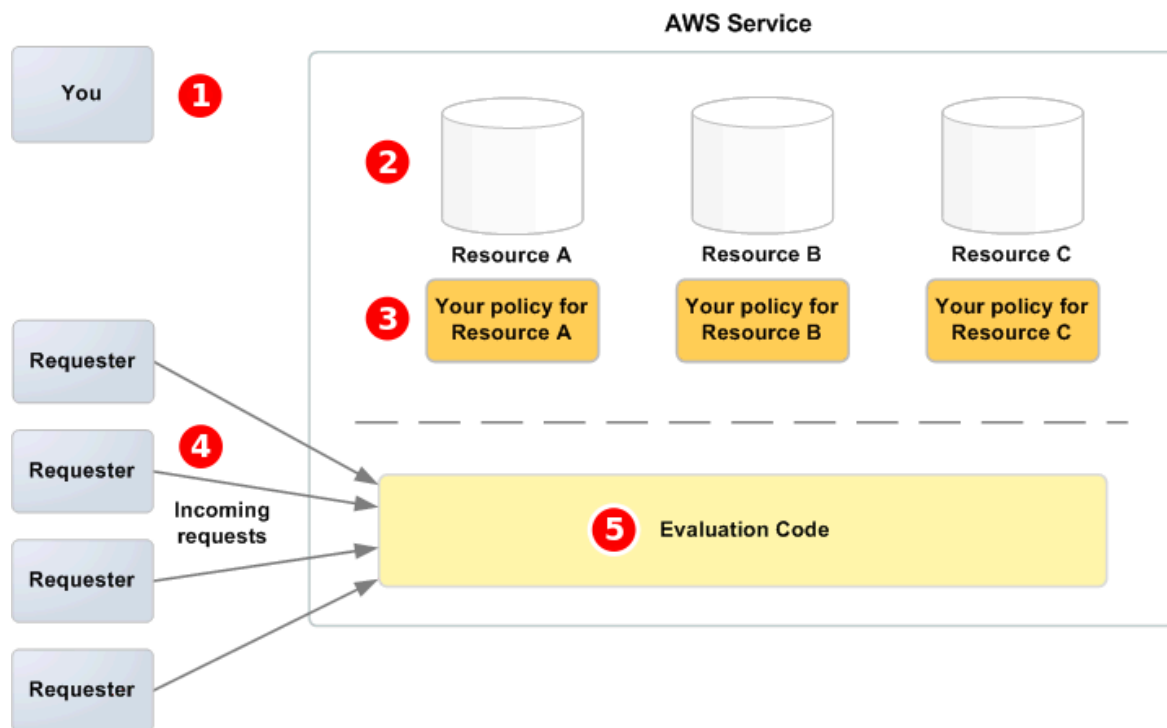 AWS Service
You
1
2
Resource A
Resource B
Resource C
3
Your policy for
Resource A
Your policy for
Resource B
Your policy for
Resource C
Requester
4
Requester
Incoming
requests
5
Evaluation Code
Requester
Requester